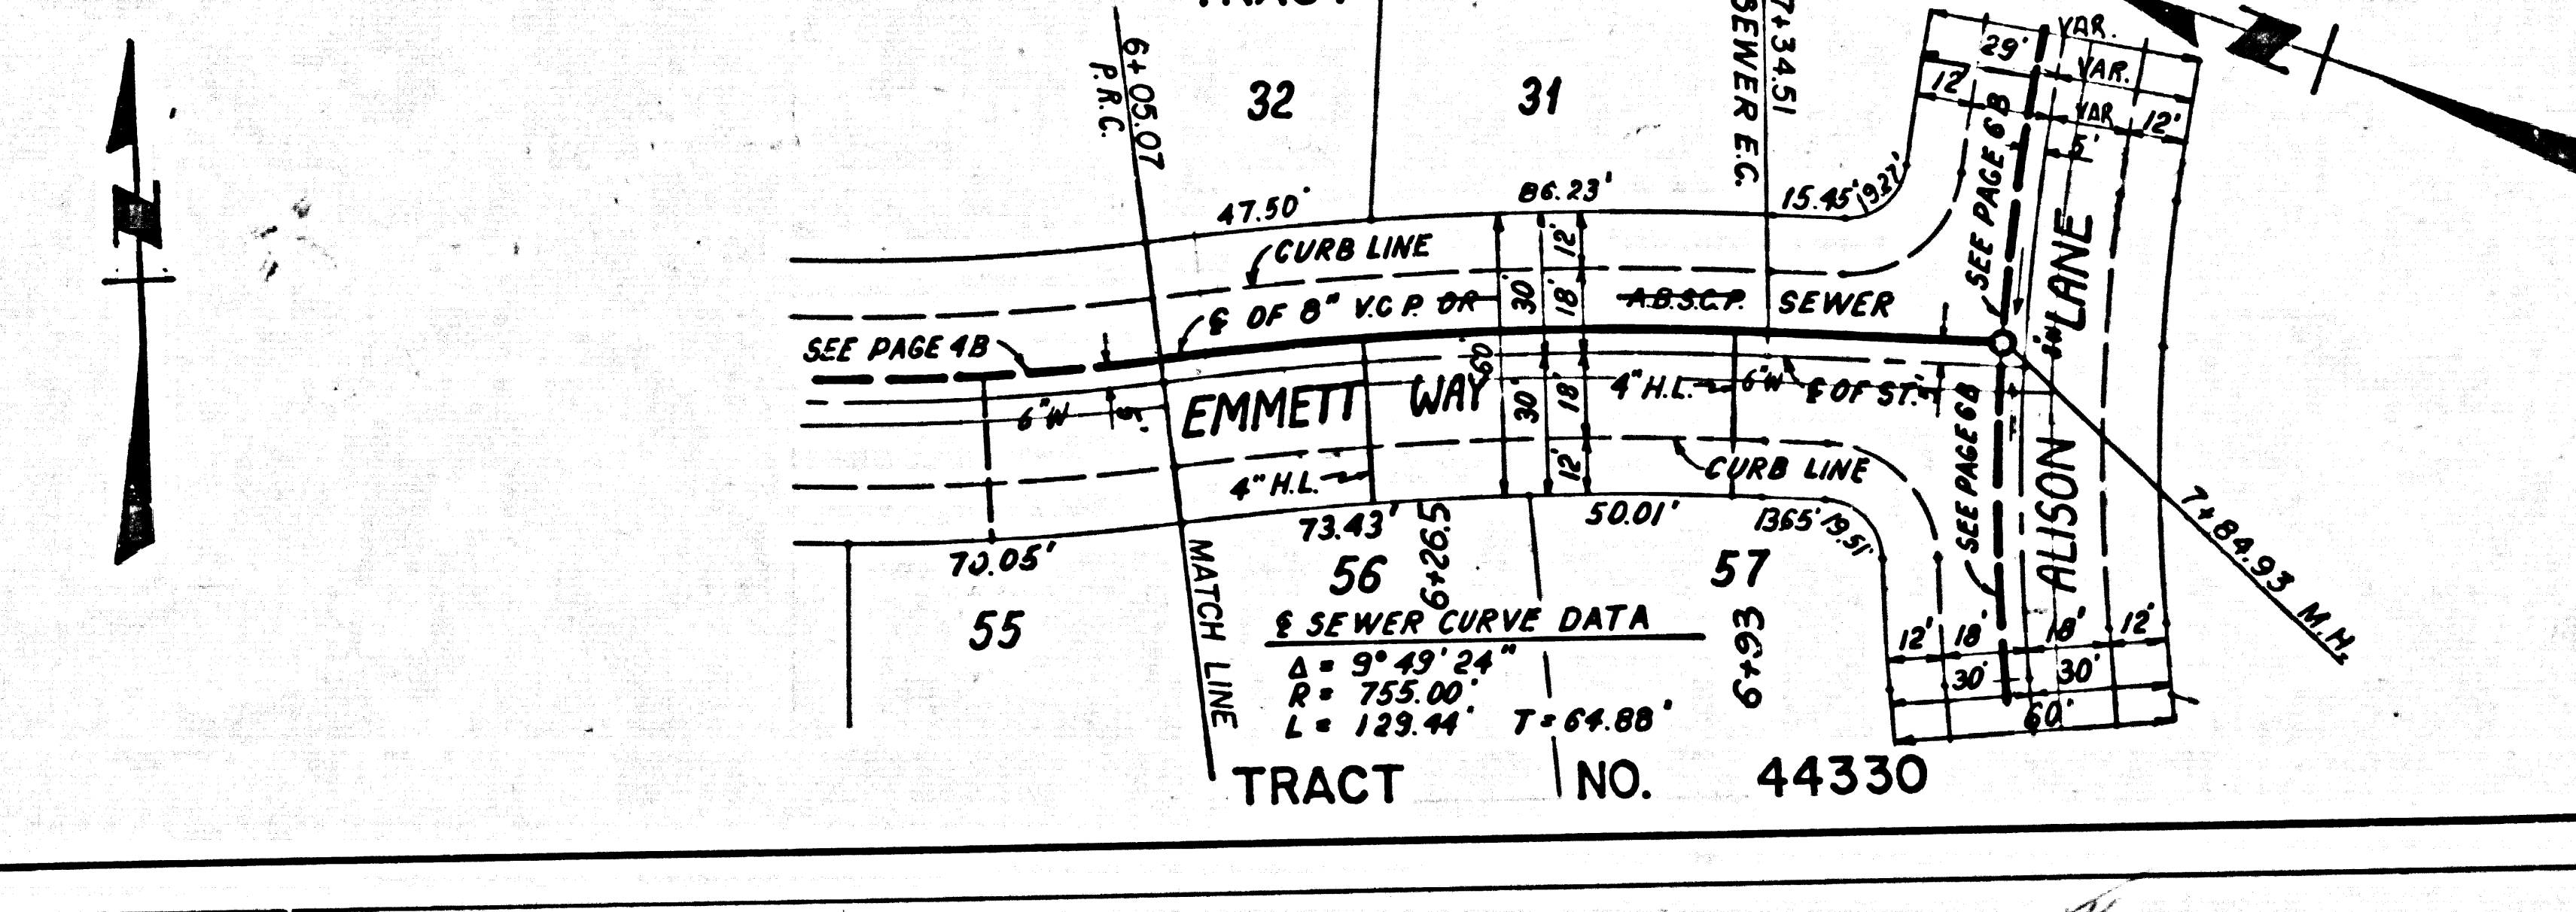 TRACT
6+05.07
P.R.C.
32
31
7+34.51
SEWER E.C.
VAR.
29'
VAR.
12'
VAR
12'
5'
SEE PAGE 6B
47.50'
86.23'
15.45'
19.27'
CURB LINE
12'
30'
18'
℄ OF 8" V.C.P. OR A.B.S.C.P. SEWER
SEE PAGE 4B
N
N
LANE
60'
EMMETT WAY
6"W
5'
30'
18'
4" H.L.
6"W
℄ OF ST.
5'
SEE PAGE 6B
ALISON
12'
CURB LINE
4" H.L.
70.05'
73.43'
6+26.5
50.01'
13.65'
19.51'
7+84.93 M.H.
55
MATCH LINE
56
57
6+93
℄ SEWER CURVE DATA
Δ = 9° 49' 24"
R = 755.00'
L = 129.44' T = 64.88'
12'
18'
18'
12'
30'
30'
60'
TRACT NO. 44330